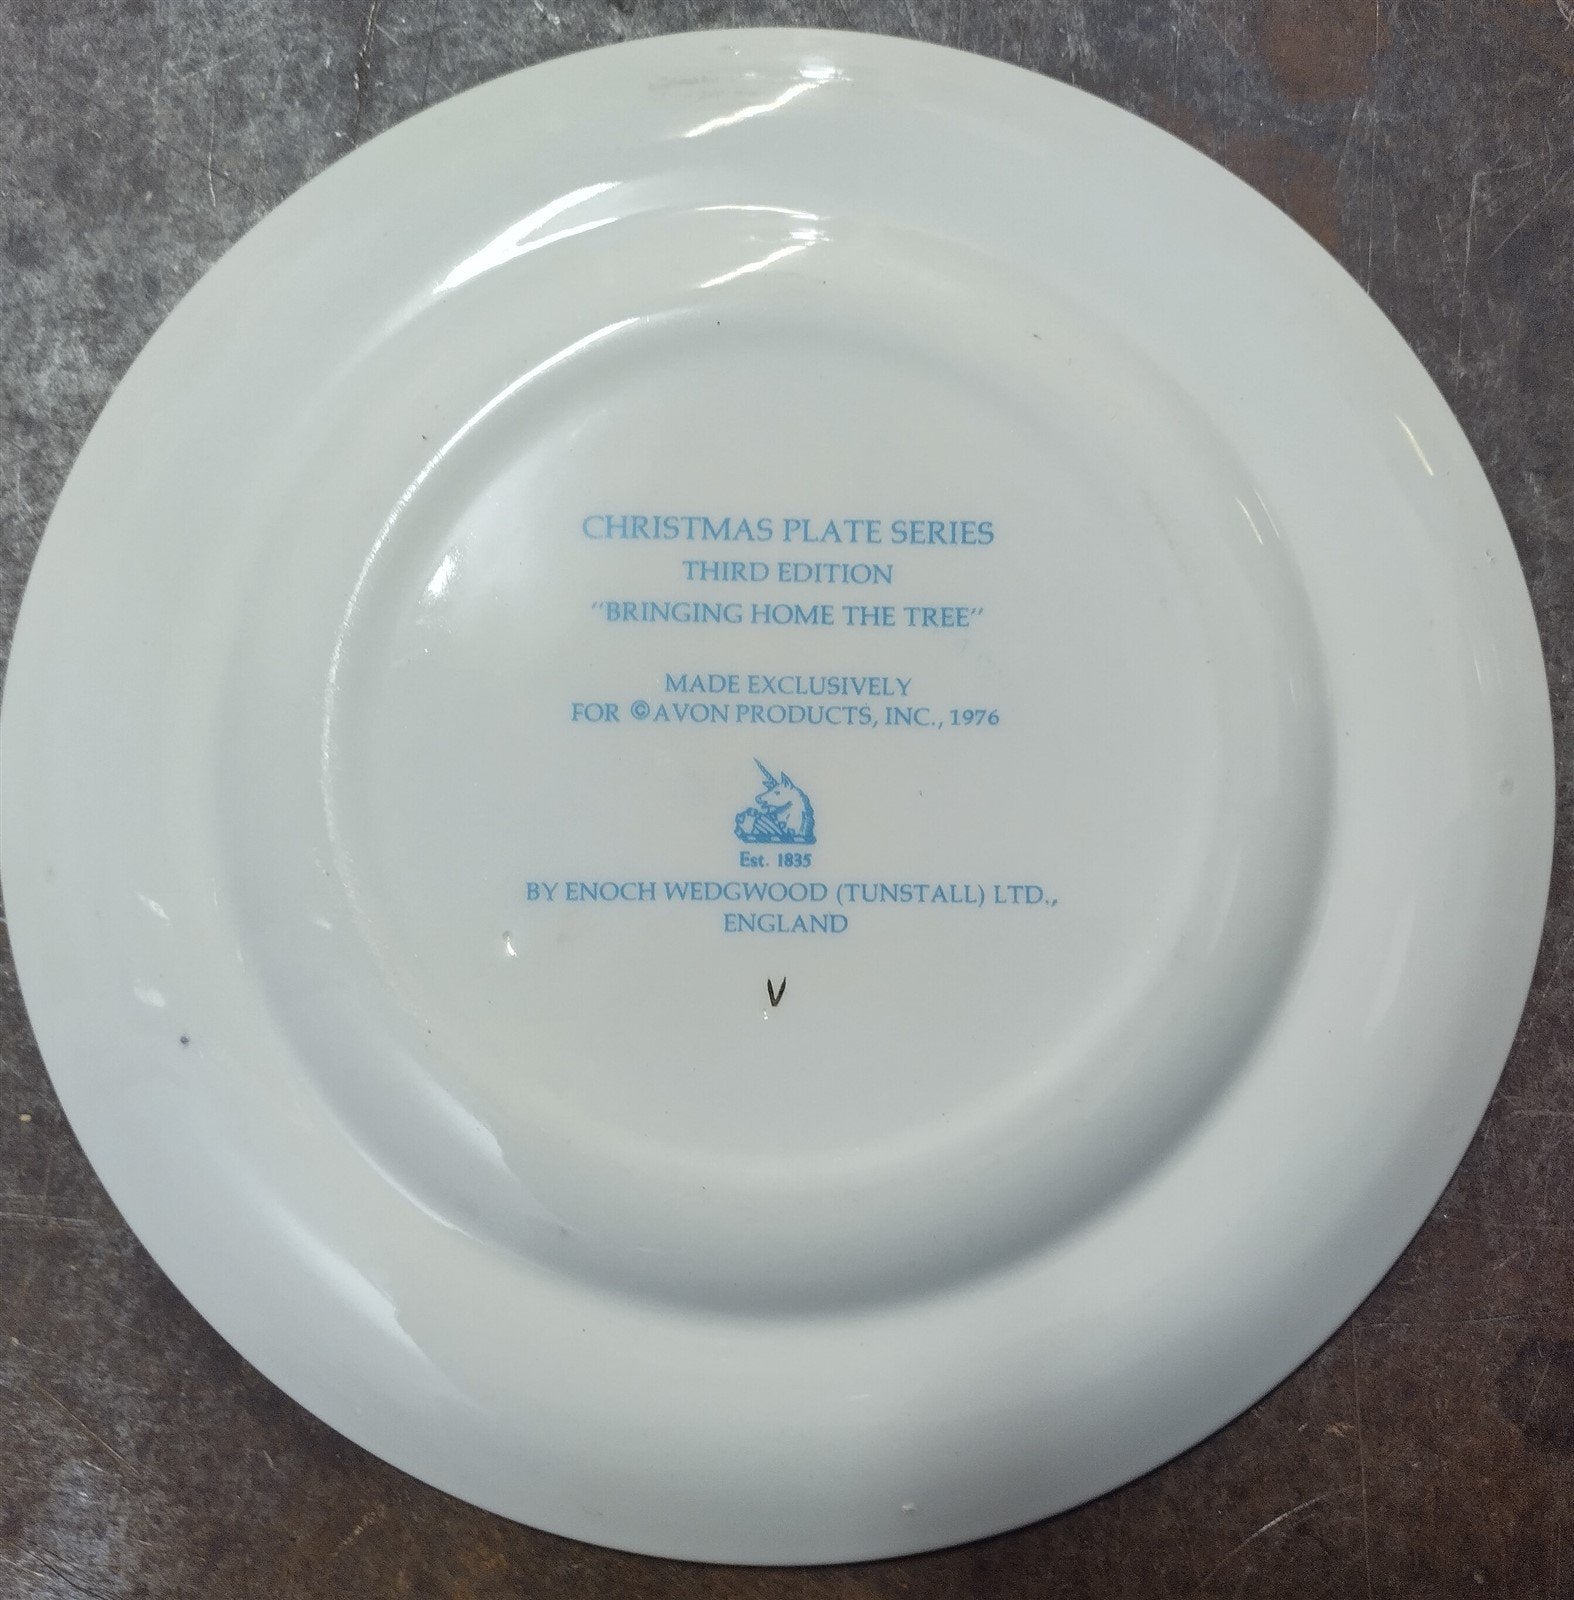 CHRISTMAS PLATE SERIES
THIRD EDITION
"BRINGING HOME THE TREE"
MADE EXCLUSIVELY
FOR ©AVON PRODUCTS, INC., 1976
Est. 1835
BY ENOCH WEDGWOOD (TUNSTALL) LTD.,
ENGLAND
V